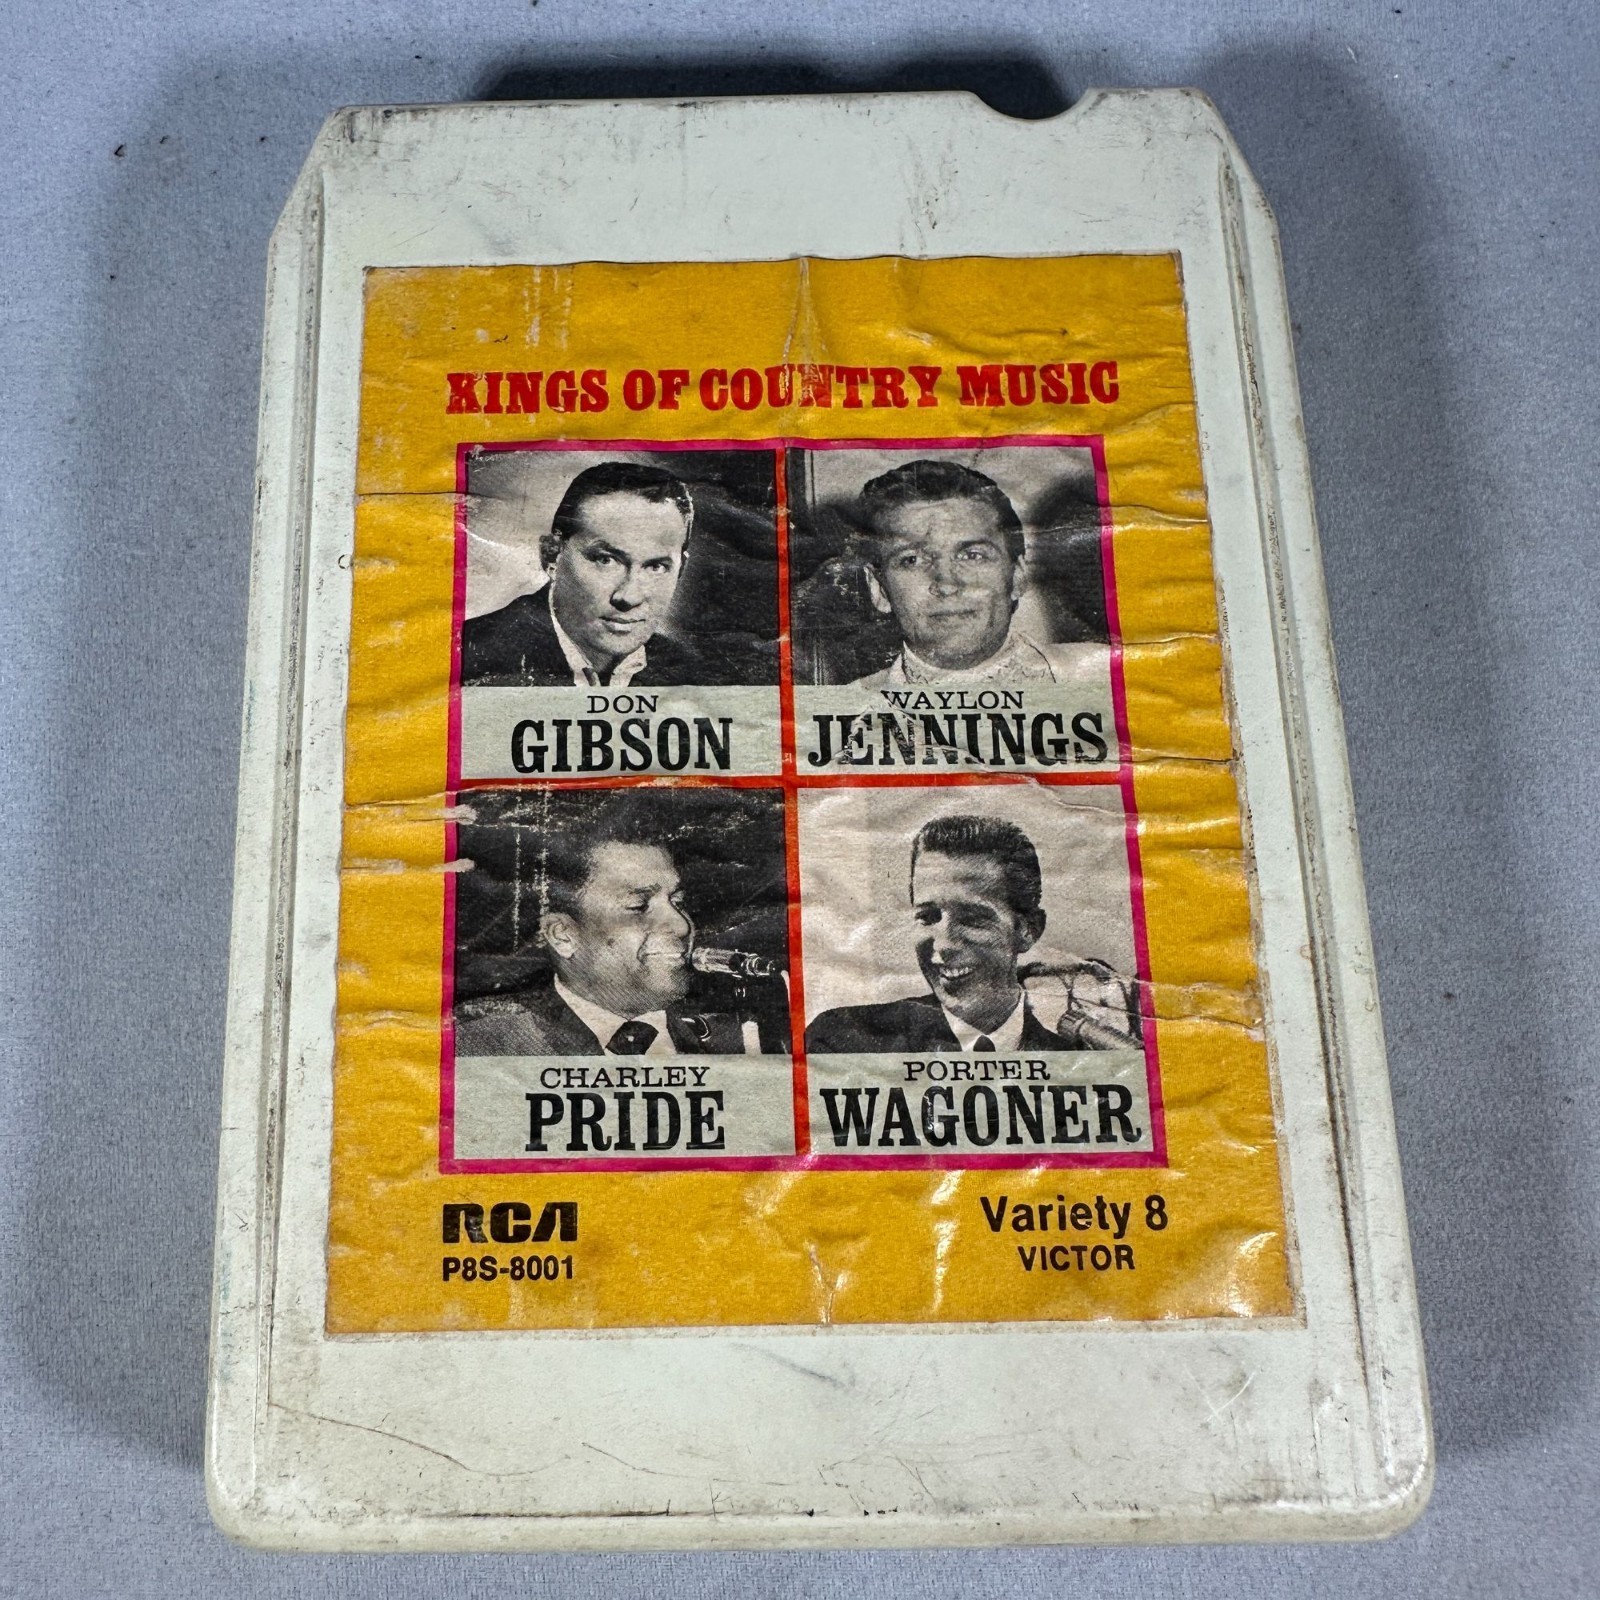 KINGS OF COUNTRY MUSIC
DON
GIBSON
WAYLON
JENNINGS
CHARLEY
PRIDE
PORTER
WAGONER
RCA
P8S-8001
Variety 8
VICTOR